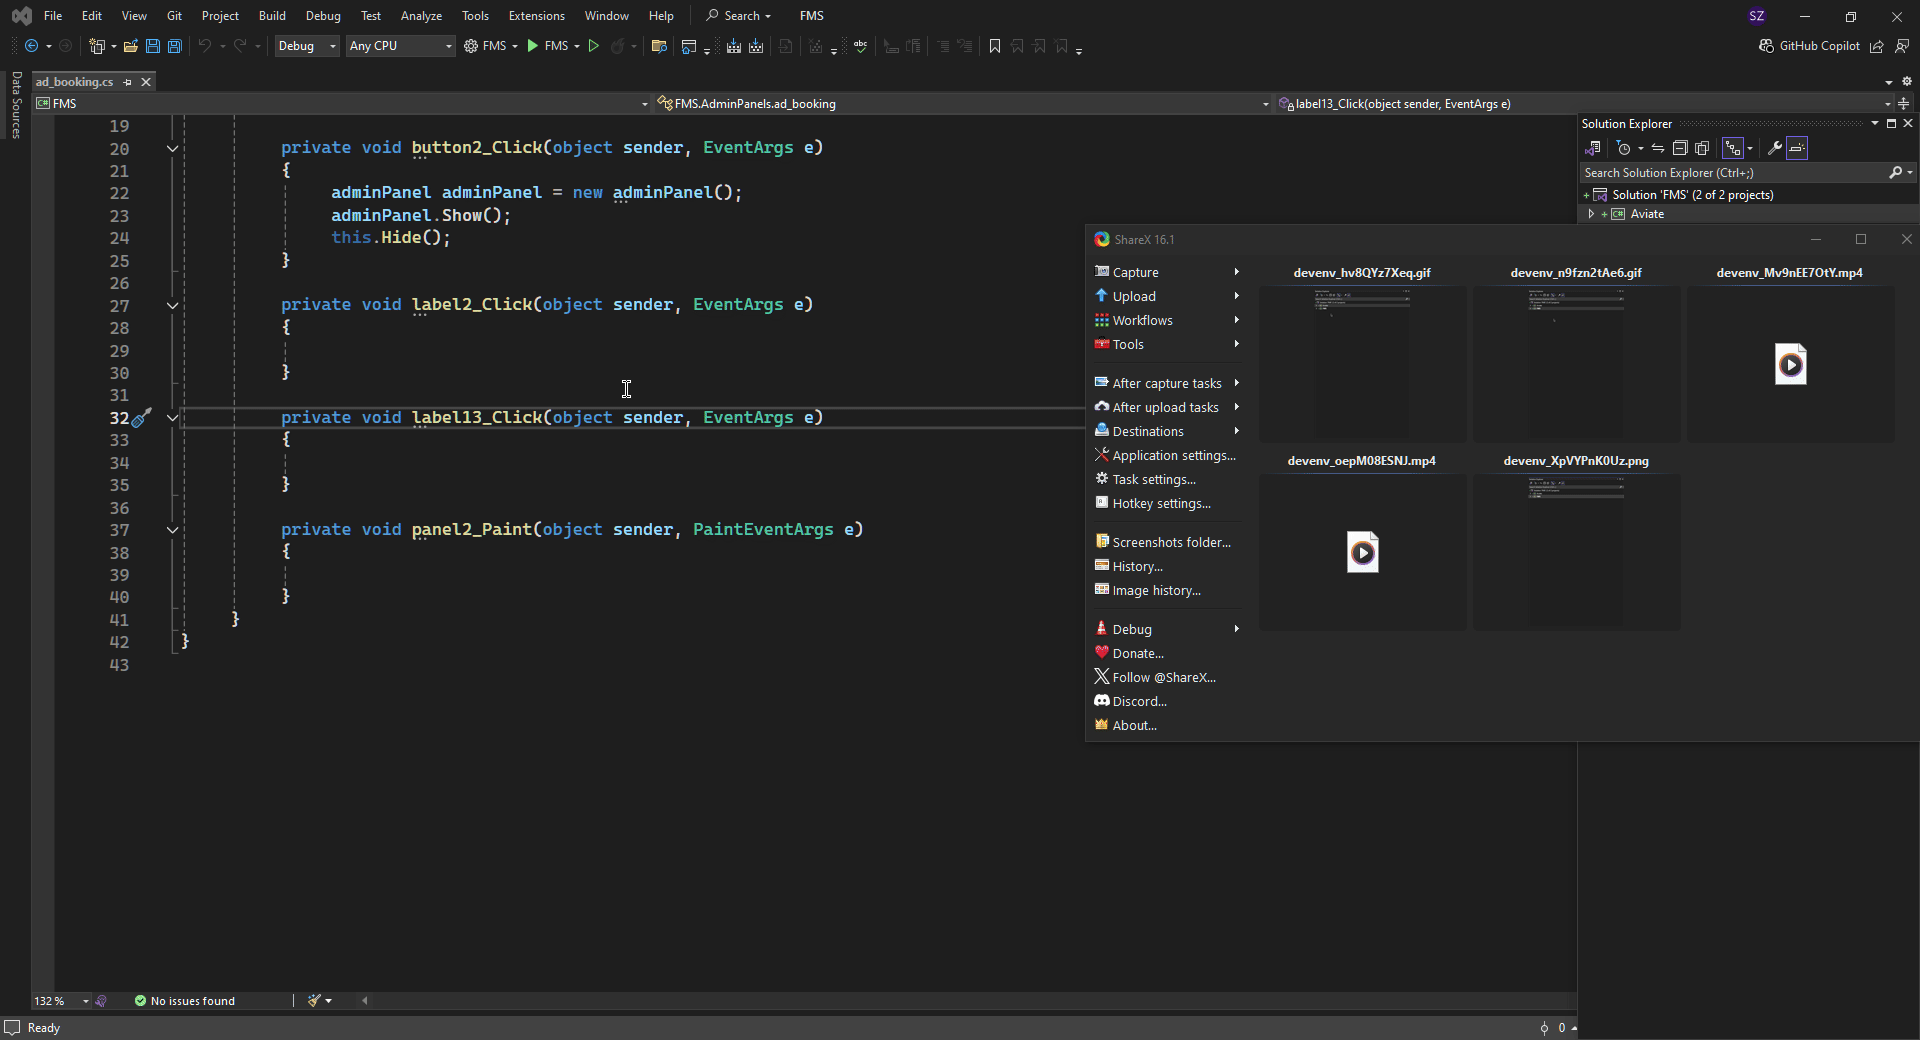 File Edit View Git Project Build Debug Test Analyze Tools Extensions Window Help Search FMS SZ
Debug Any CPU FMS FMS abc GitHub Copilot
Data Sources
ad_booking.cs
FMS FMS.AdminPanels.ad_booking label13_Click(object sender, EventArgs e)
19
20 private void button2_Click(object sender, EventArgs e)
21 {
22 adminPanel adminPanel = new adminPanel();
23 adminPanel.Show();
24 this.Hide();
25 }
26
27 private void label2_Click(object sender, EventArgs e)
28 {
29
30 }
31
32 private void label13_Click(object sender, EventArgs e)
33 {
34
35 }
36
37 private void panel2_Paint(object sender, PaintEventArgs e)
38 {
39
40 }
41 }
42 }
43
132 % No issues found
Ready 0
Solution Explorer
Search Solution Explorer (Ctrl+;)
Solution 'FMS' (2 of 2 projects)
C# Aviate
ShareX 16.1
Capture
Upload
Workflows
Tools
After capture tasks
After upload tasks
Destinations
Application settings...
Task settings...
Hotkey settings...
Screenshots folder...
History...
Image history...
Debug
Donate...
Follow @ShareX...
Discord...
About...
devenv_hv8QYz7Xeq.gif devenv_n9fzn2tAe6.gif devenv_Mv9nEE7OtY.mp4
devenv_oepM08ESNJ.mp4 devenv_XpVYPnK0Uz.png